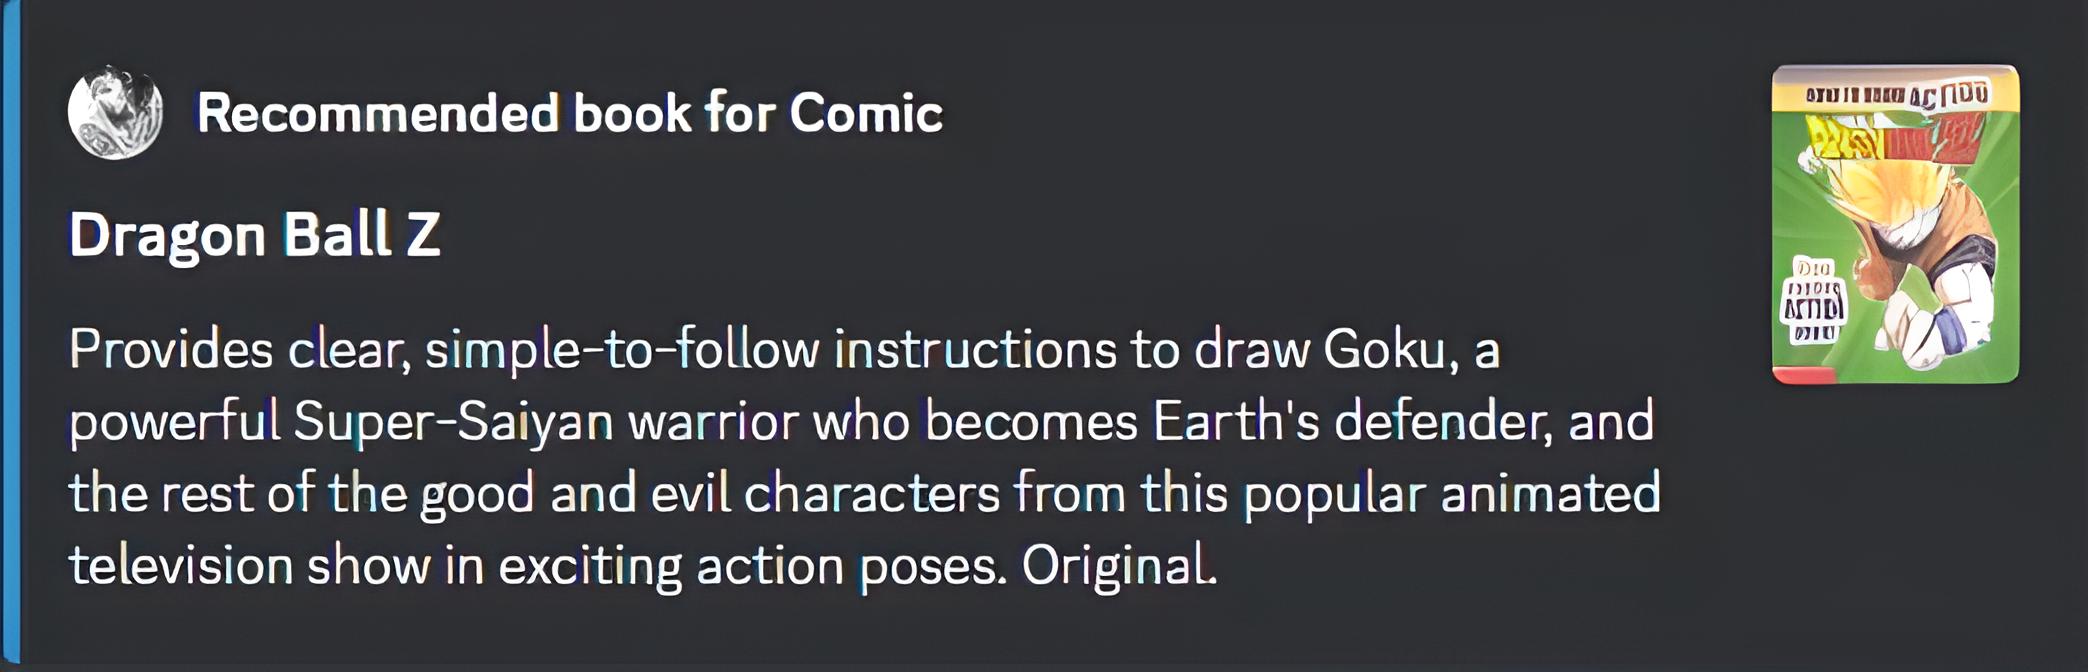 Recommended book for Comic
Dragon Ball Z
Provides clear, simple-to-follow instructions to draw Goku, a
powerful Super-Saiyan warrior who becomes Earth's defender, and
the rest of the good and evil characters from this popular animated
television show in exciting action poses. Original.